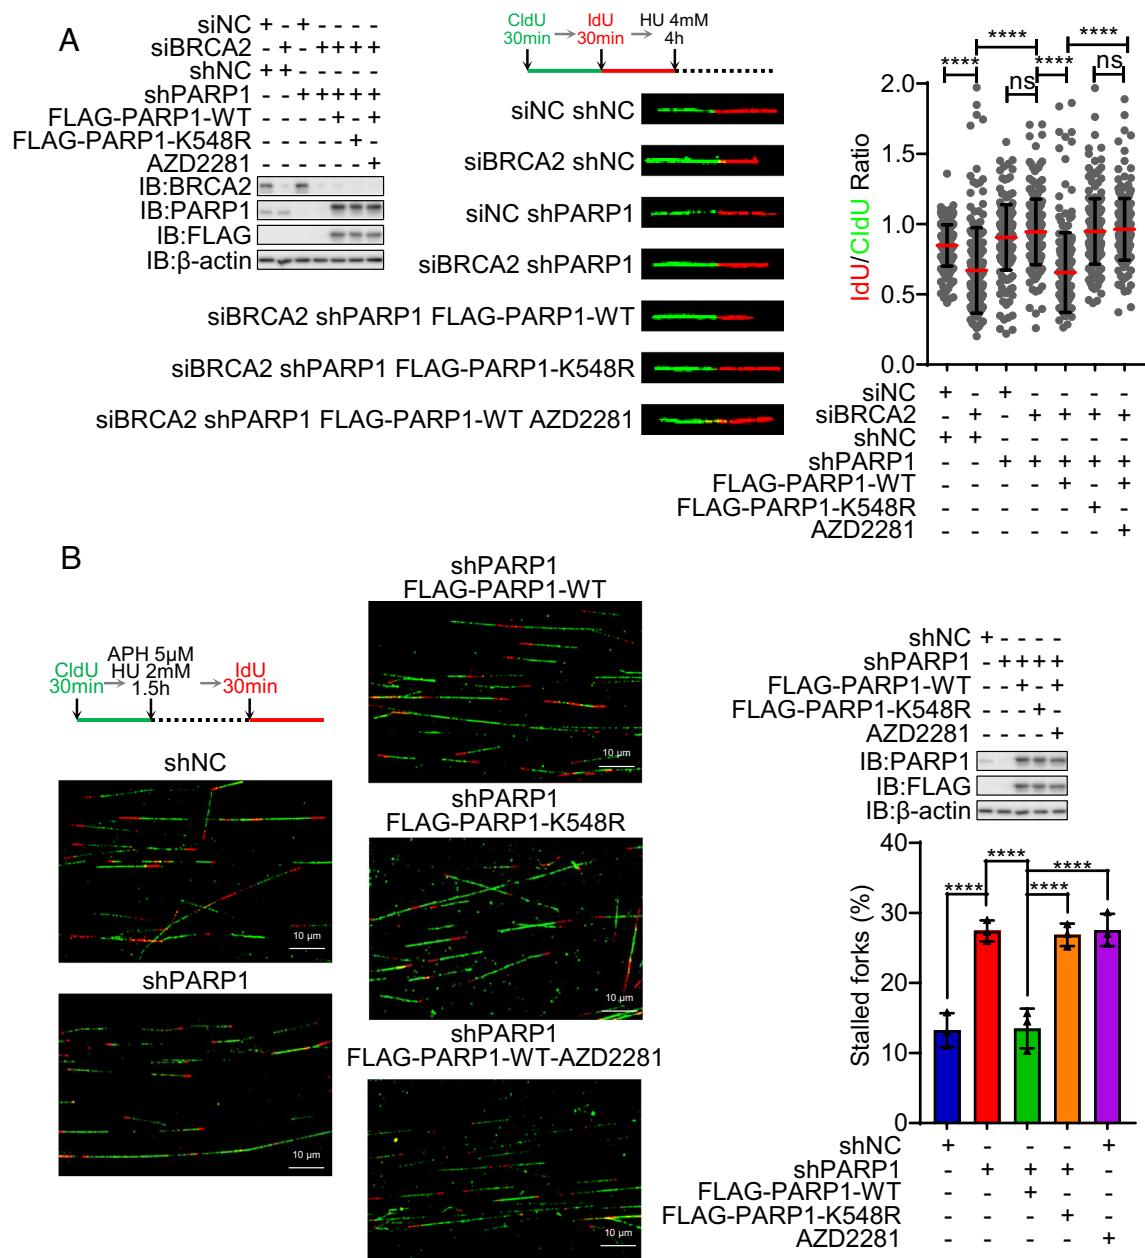 A
siNC + - + - - - -
siBRCA2 - + - + + + +
shNC + + - - - - -
shPARP1 - - + + + + +
FLAG-PARP1-WT - - - - + - +
FLAG-PARP1-K548R - - - - - + -
AZD2281 - - - - - - +
IB:BRCA2
IB:PARP1
IB:FLAG
IB:β-actin
CldU IdU HU 4mM
30min 30min 4h
siNC shNC
siBRCA2 shNC
siNC shPARP1
siBRCA2 shPARP1
siBRCA2 shPARP1 FLAG-PARP1-WT
siBRCA2 shPARP1 FLAG-PARP1-K548R
siBRCA2 shPARP1 FLAG-PARP1-WT AZD2281
**** ****
**** ns **** ns
2.0
1.5
1.0
0.5
0.0
IdU/CldU Ratio
siNC + - + - - - -
siBRCA2 - + - + + + +
shNC + + - - - - -
shPARP1 - - + + + + +
FLAG-PARP1-WT - - - - + - +
FLAG-PARP1-K548R - - - - - + -
AZD2281 - - - - - - +
B
CldU APH 5μM IdU
30min HU 2mM 30min
1.5h
shNC
10 μm
shPARP1
10 μm
shPARP1
FLAG-PARP1-WT
10 μm
shPARP1
FLAG-PARP1-K548R
10 μm
shPARP1
FLAG-PARP1-WT-AZD2281
10 μm
shNC + - - - -
shPARP1 - + + + +
FLAG-PARP1-WT - - + - +
FLAG-PARP1-K548R - - - + -
AZD2281 - - - - +
IB:PARP1
IB:FLAG
IB:β-actin
40
30
20
10
0
Stalled forks (%)
**** **** **** ****
shNC + - - - +
shPARP1 - + + + -
FLAG-PARP1-WT - - + - -
FLAG-PARP1-K548R - - - + -
AZD2281 - - - - +